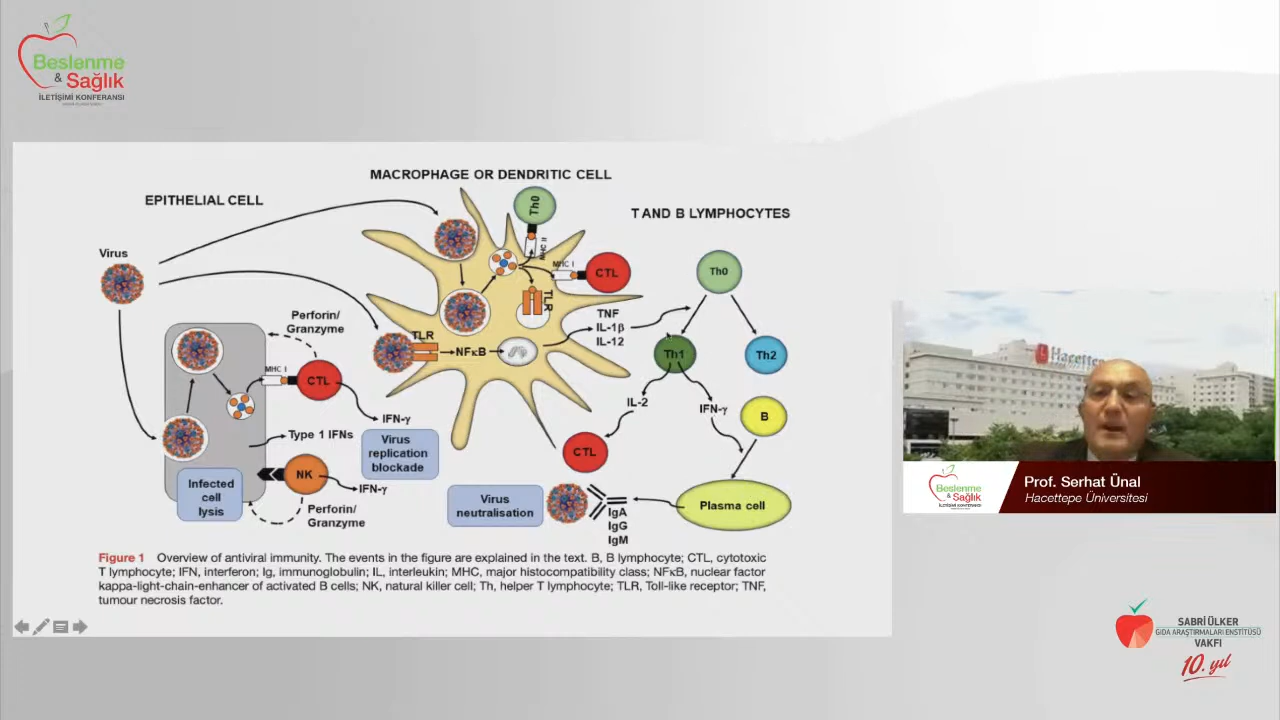 Beslenme
& Sağlık
İLETİŞİMİ KONFERANSI
MACROPHAGE OR DENDRITIC CELL
EPITHELIAL CELL
T AND B LYMPHOCYTES
Virus
Th0
MHC II
MHC I
CTL
TLR
Th0
Perforin/
Granzyme
TLR
NFκB
TNF
IL-1β
IL-12
Th1
Th2
MHC I
CTL
IFN-γ
IL-2
IFN-γ
B
Type 1 IFNs
Virus
replication
blockade
CTL
NK
IFN-γ
Infected
cell
lysis
Perforin/
Granzyme
Virus
neutralisation
IgA
IgG
IgM
Plasma cell
Figure 1 Overview of antiviral immunity. The events in the figure are explained in the text. B, B lymphocyte; CTL, cytotoxic
T lymphocyte; IFN, interferon; Ig, immunoglobulin; IL, interleukin; MHC, major histocompatibility class; NFκB, nuclear factor
kappa-light-chain-enhancer of activated B cells; NK, natural killer cell; Th, helper T lymphocyte; TLR, Toll-like receptor; TNF,
tumour necrosis factor.
Hacettepe
Beslenme
& Sağlık
İLETİŞİMİ KONFERANSI
Prof. Serhat Ünal
Hacettepe Üniversitesi
SABRİ ÜLKER
GIDA ARAŞTIRMALARI ENSTİTÜSÜ
VAKFI
10. yıl